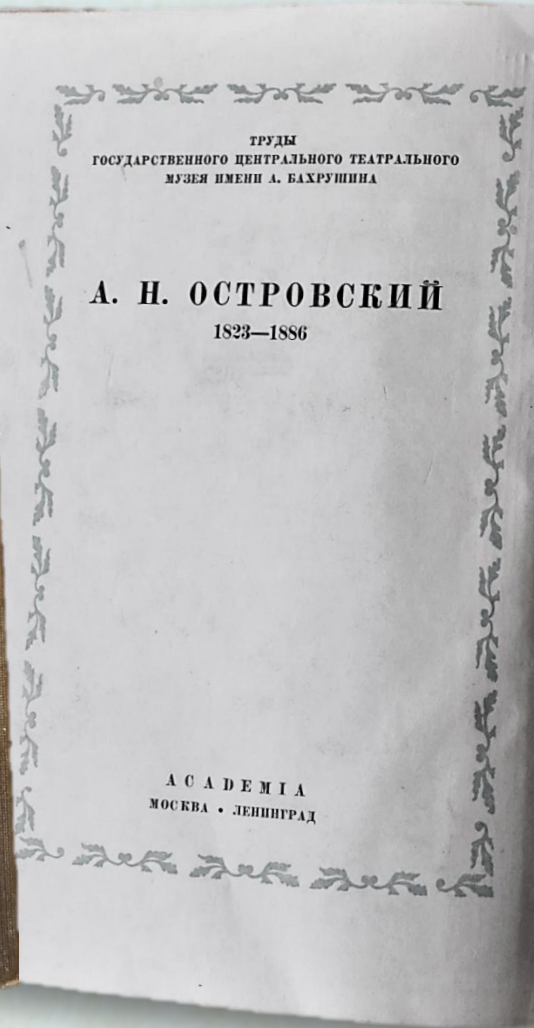 ТРУДЫ
ГОСУДАРСТВЕННОГО ЦЕНТРАЛЬНОГО ТЕАТРАЛЬНОГО
МУЗЕЯ ИМЕНИ А. БАХРУШИНА
А. Н. ОСТРОВСКИЙ
1823—1886
ACADEMIA
МОСКВА • ЛЕНИНГРАД